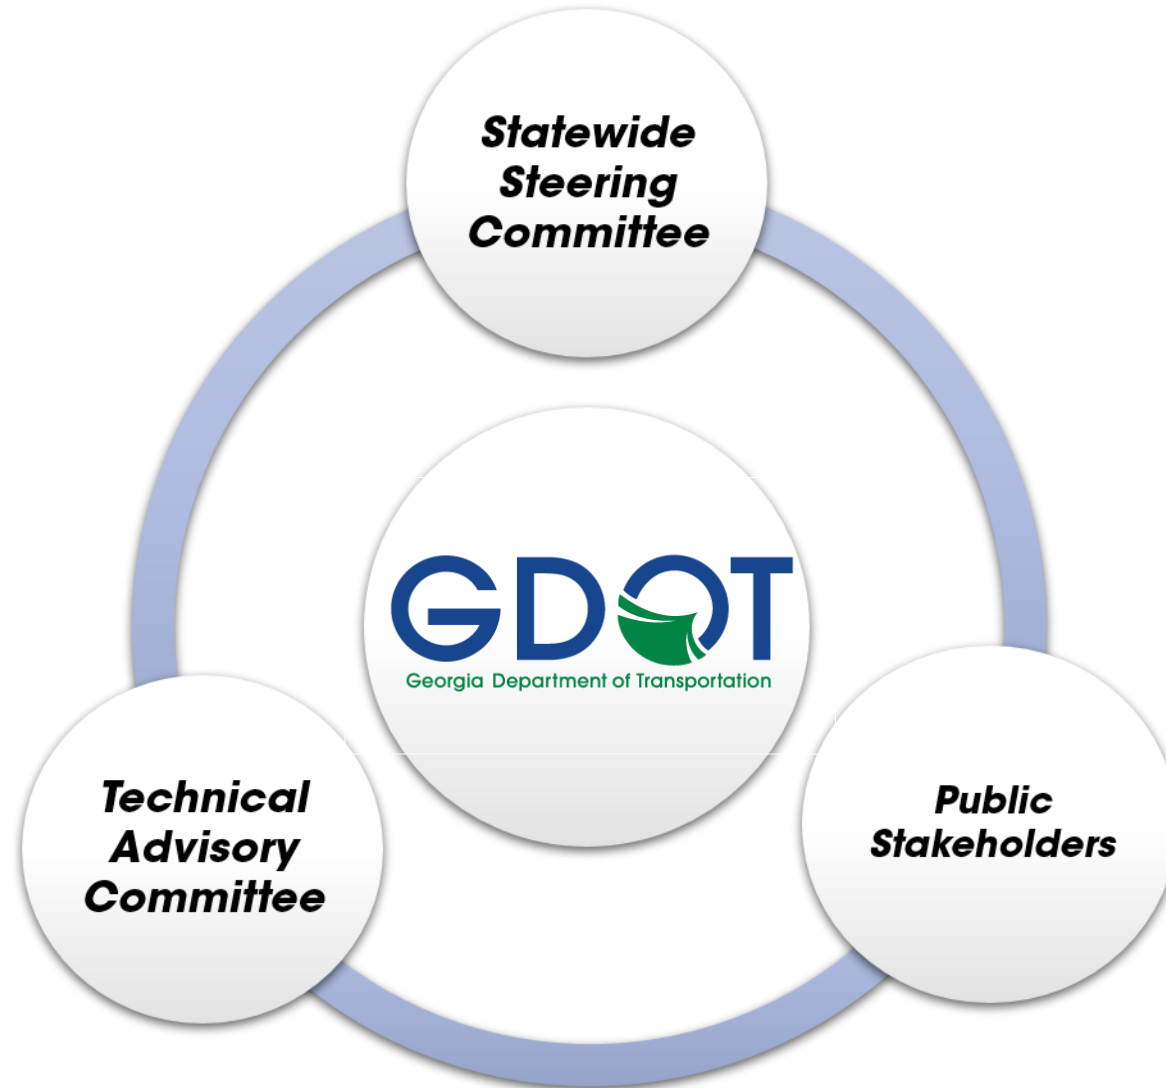 Statewide
Steering
Committee
GDOT
Georgia Department of Transportation
Technical
Advisory
Committee
Public
Stakeholders